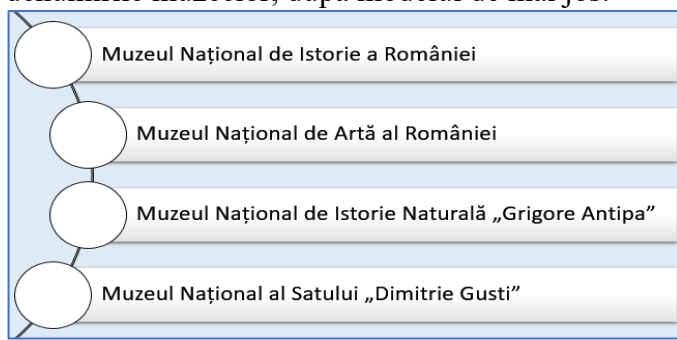 Muzeul Național de Istorie a României
Muzeul Național de Artă al României
Muzeul Național de Istorie Naturală „Grigore Antipa”
Muzeul Național al Satului „Dimitrie Gusti”